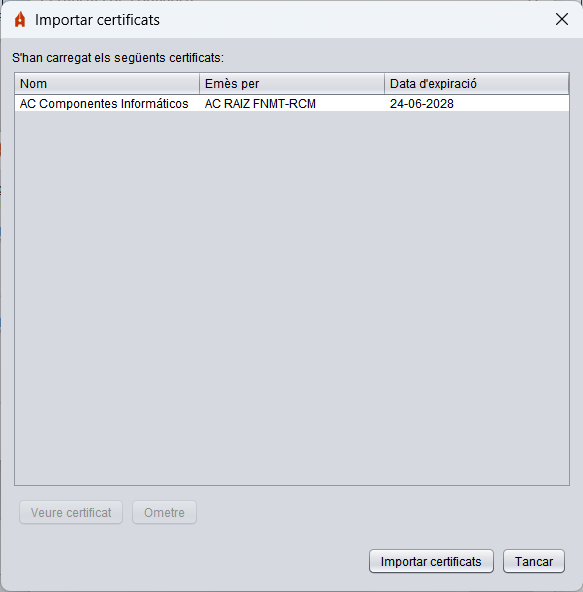 Importar certificats
S'han carregat els següents certificats:
Nom Emès per Data d'expiració
AC Componentes Informáticos AC RAIZ FNMT-RCM 24-06-2028
Veure certificat Ometre
Importar certificats Tancar